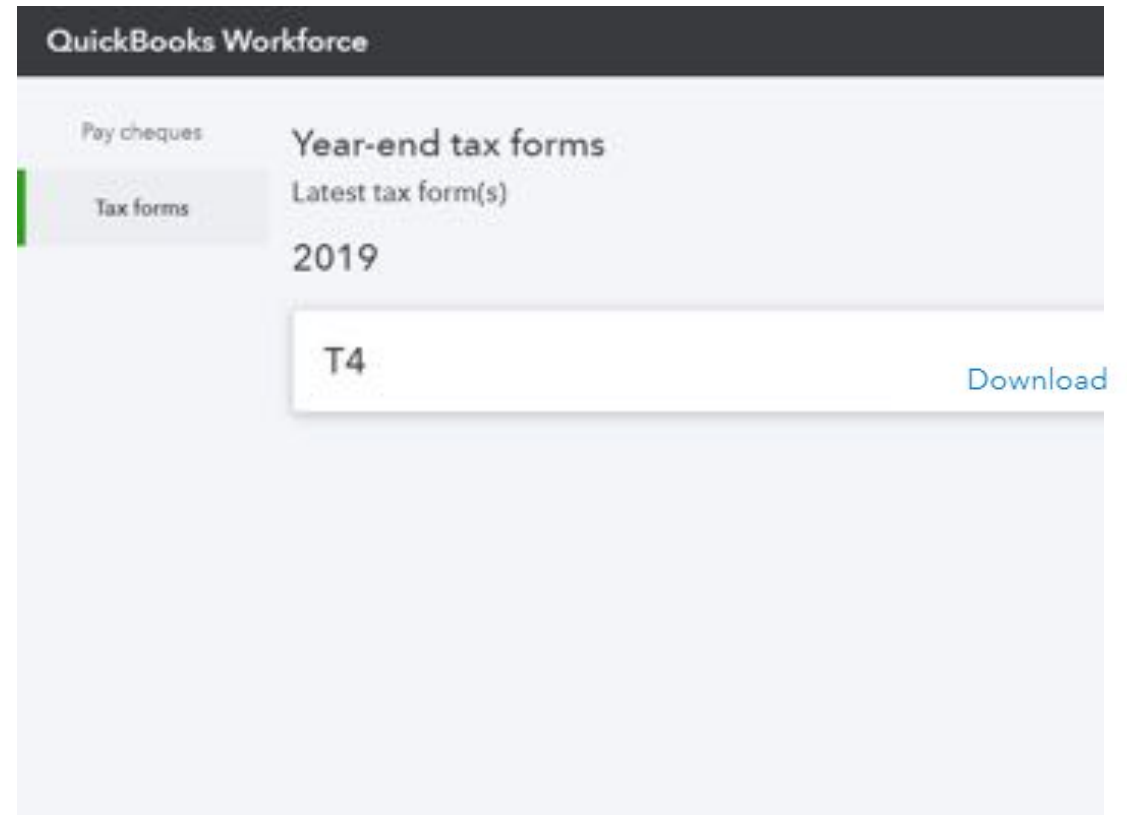 QuickBooks Workforce
Pay cheques
Tax forms
Year-end tax forms
Latest tax form(s)
2019
T4
Download